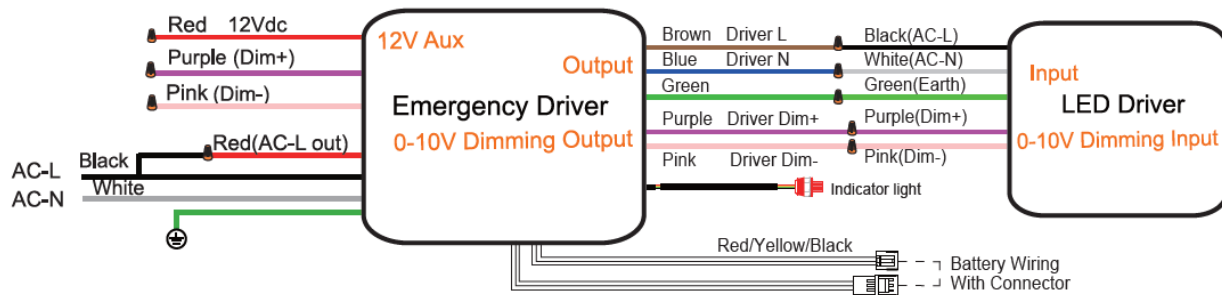 Red 12Vdc
Purple (Dim+)
Pink (Dim-)
Red(AC-L out)
Black
AC-L
White
AC-N
12V Aux
Output
Emergency Driver
0-10V Dimming Output
Brown Driver L
Blue Driver N
Green
Purple Driver Dim+
Pink Driver Dim-
Black(AC-L)
White(AC-N)
Green(Earth)
Purple(Dim+)
Pink(Dim-)
Indicator light
Input
LED Driver
0-10V Dimming Input
Red/Yellow/Black
Battery Wiring
With Connector